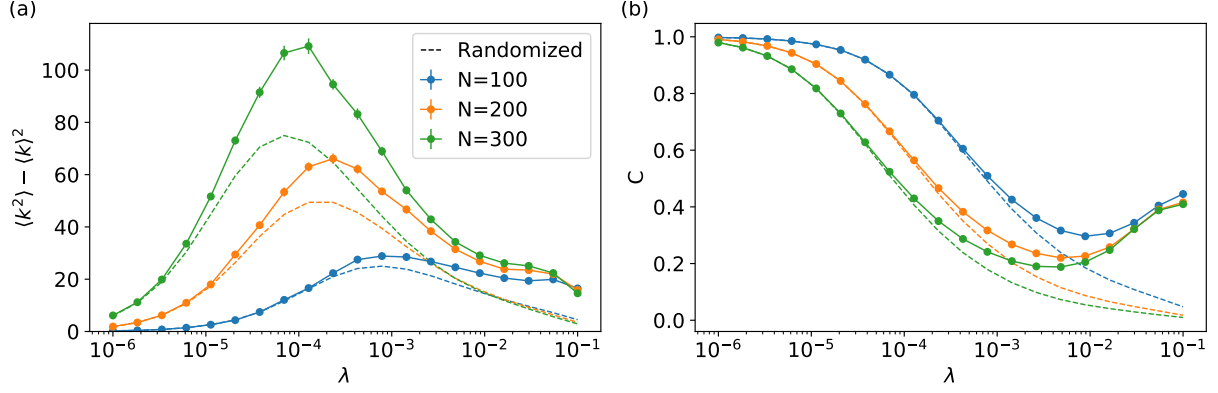 (a)
(b)
⟨k²⟩ − ⟨k⟩²
100
80
60
40
20
0
Randomized
N=100
N=200
N=300
10⁻⁶ 10⁻⁵ 10⁻⁴ 10⁻³ 10⁻² 10⁻¹
λ
C
1.0
0.8
0.6
0.4
0.2
0.0
10⁻⁶ 10⁻⁵ 10⁻⁴ 10⁻³ 10⁻² 10⁻¹
λ